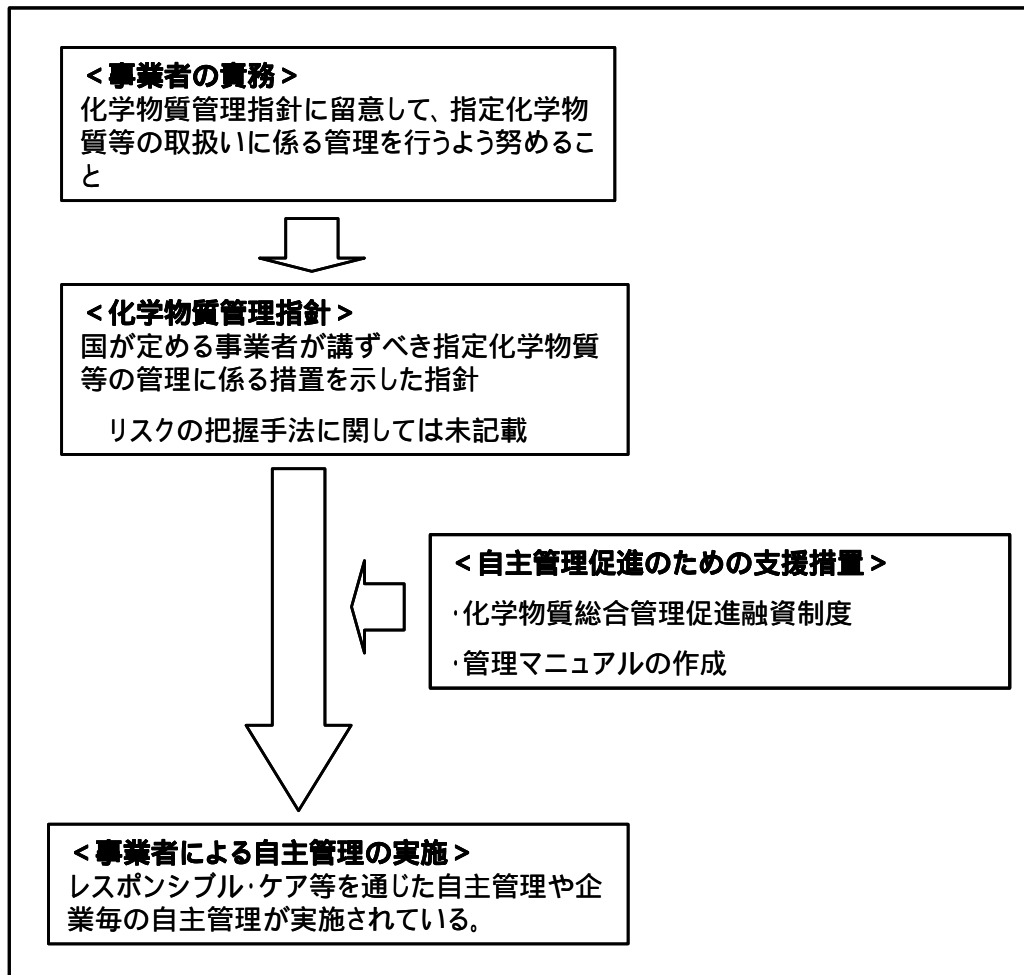 <事業者の責務>
化学物質管理指針に留意して、指定化学物
質等の取扱いに係る管理を行うよう努めるこ
と
<化学物質管理指針>
国が定める事業者が講ずべき指定化学物質
等の管理に係る措置を示した指針
リスクの把握手法に関しては未記載
<自主管理促進のための支援措置>
・化学物質総合管理促進融資制度
・管理マニュアルの作成
<事業者による自主管理の実施>
レスポンシブル・ケア等を通じた自主管理や企
業毎の自主管理が実施されている。